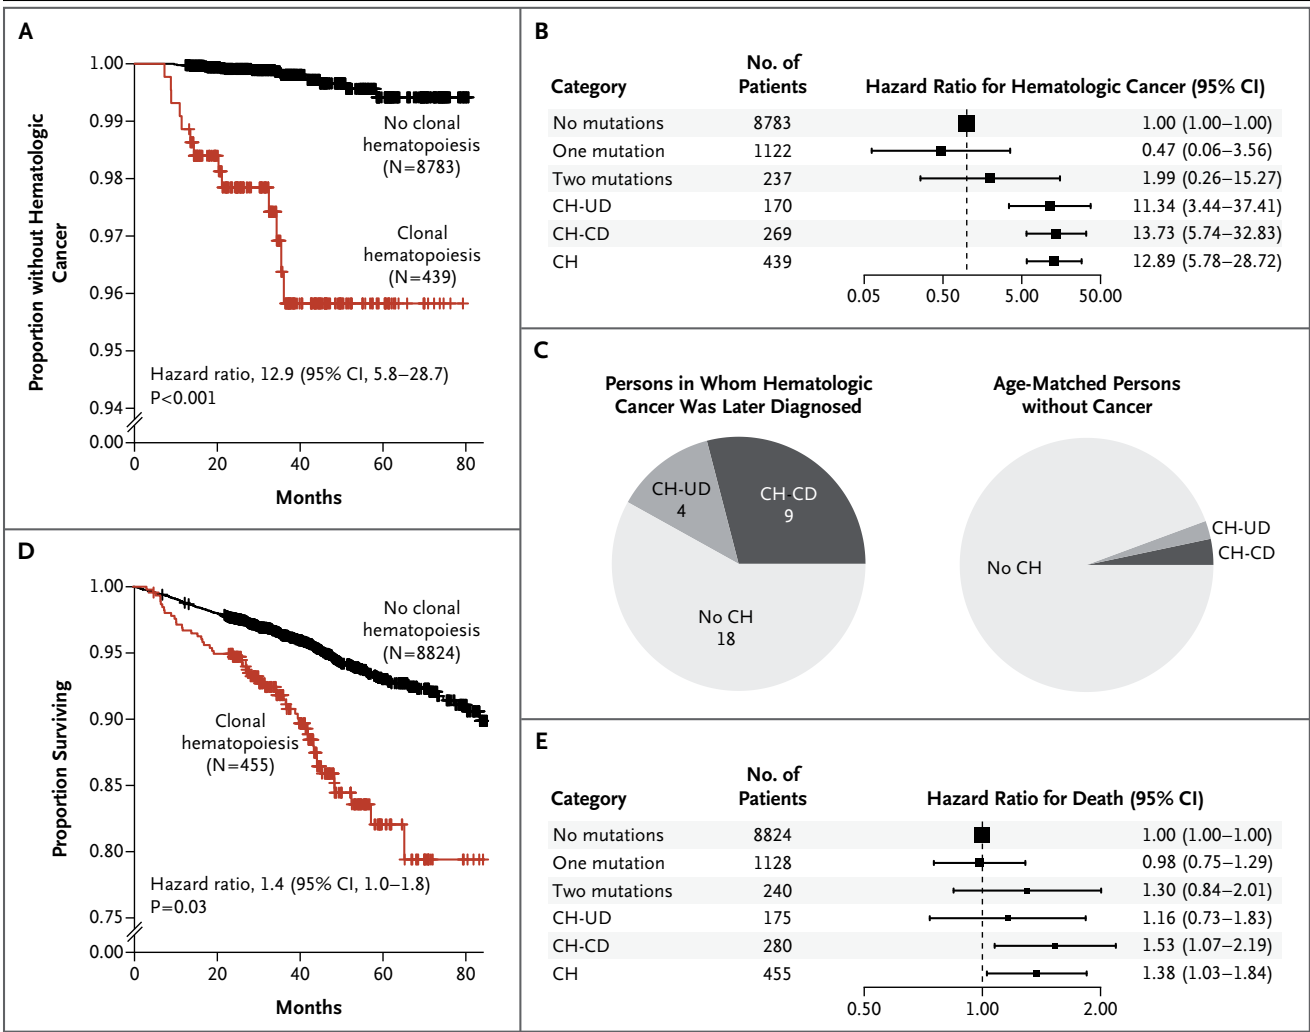 A
1.00
0.99
0.98
0.97
0.96
0.95
0.94
0.00
Proportion without Hematologic
Cancer
No clonal
hematopoiesis
(N=8783)
Clonal
hematopoiesis
(N=439)
Hazard ratio, 12.9 (95% CI, 5.8–28.7)
P<0.001
0 20 40 60 80
Months
B
Category No. of Patients Hazard Ratio for Hematologic Cancer (95% CI)
No mutations 8783 1.00 (1.00–1.00)
One mutation 1122 0.47 (0.06–3.56)
Two mutations 237 1.99 (0.26–15.27)
CH-UD 170 11.34 (3.44–37.41)
CH-CD 269 13.73 (5.74–32.83)
CH 439 12.89 (5.78–28.72)
0.05 0.50 5.00 50.00
C
Persons in Whom Hematologic
Cancer Was Later Diagnosed
CH-UD
4
CH-CD
9
No CH
18
Age-Matched Persons
without Cancer
CH-UD
CH-CD
No CH
D
1.00
0.95
0.90
0.85
0.80
0.75
0.00
Proportion Surviving
No clonal
hematopoiesis
(N=8824)
Clonal
hematopoiesis
(N=455)
Hazard ratio, 1.4 (95% CI, 1.0–1.8)
P=0.03
0 20 40 60 80
Months
E
Category No. of Patients Hazard Ratio for Death (95% CI)
No mutations 8824 1.00 (1.00–1.00)
One mutation 1128 0.98 (0.75–1.29)
Two mutations 240 1.30 (0.84–2.01)
CH-UD 175 1.16 (0.73–1.83)
CH-CD 280 1.53 (1.07–2.19)
CH 455 1.38 (1.03–1.84)
0.50 1.00 2.00